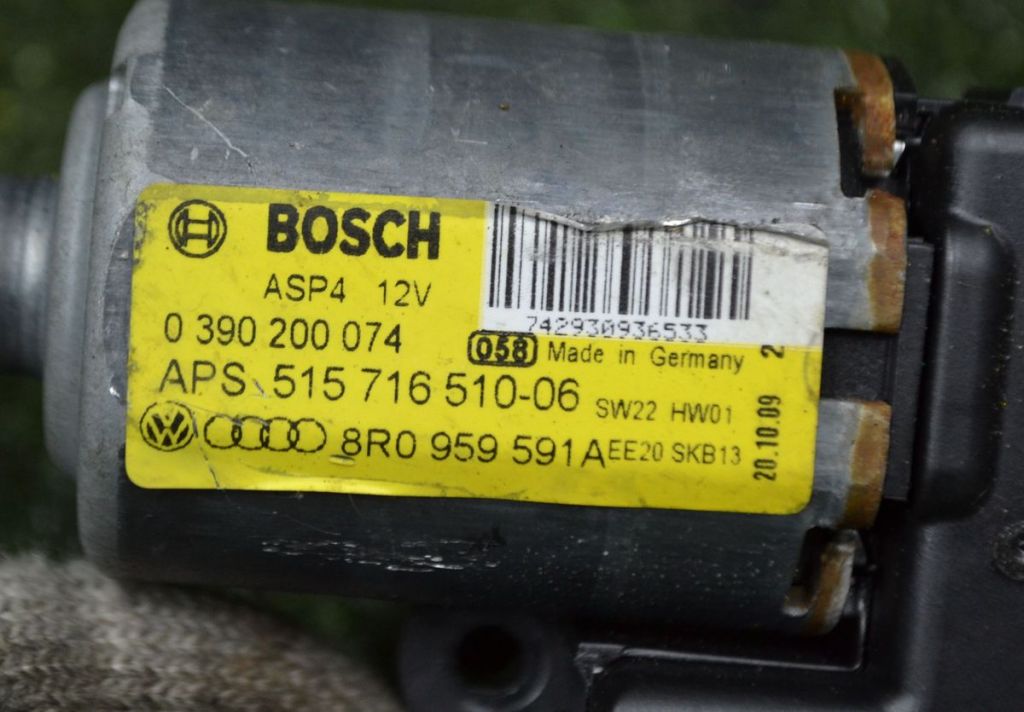 BOSCH
ASP4 12V
742930936533
0 390 200 074
058 Made in Germany
APS 515 716 510-06 SW22 HW01
8R0 959 591A EE20 SKB13
20.10.09 2